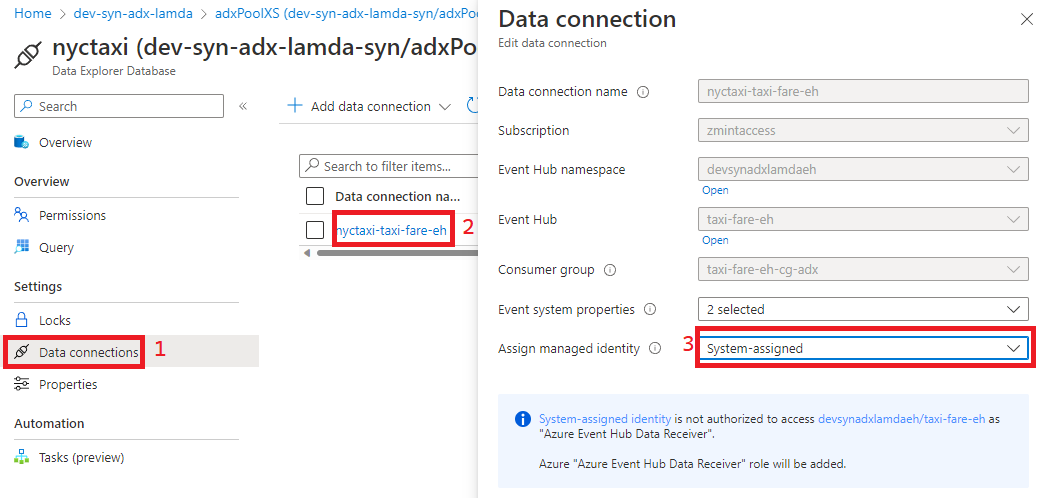 Home > dev-syn-adx-lamda > adxPoolXS (dev-syn-adx-lamda-syn/adxPo
nyctaxi (dev-syn-adx-lamda-syn/adxPo
Data Explorer Database
Search
«
Overview
Overview
Permissions
Query
Settings
Locks
Data connections
1
Properties
Automation
Tasks (preview)
+ Add data connection
Search to filter items...
Data connection na...
nyctaxi-taxi-fare-eh
2
Data connection
Edit data connection
Data connection name
nyctaxi-taxi-fare-eh
Subscription
zmintaccess
Event Hub namespace
devsynadxlamdaeh
Open
Event Hub
taxi-fare-eh
Open
Consumer group
taxi-fare-eh-cg-adx
Event system properties
2 selected
Assign managed identity
3
System-assigned
System-assigned identity is not authorized to access devsynadxlamdaeh/taxi-fare-eh as
"Azure Event Hub Data Receiver".
Azure "Azure Event Hub Data Receiver" role will be added.